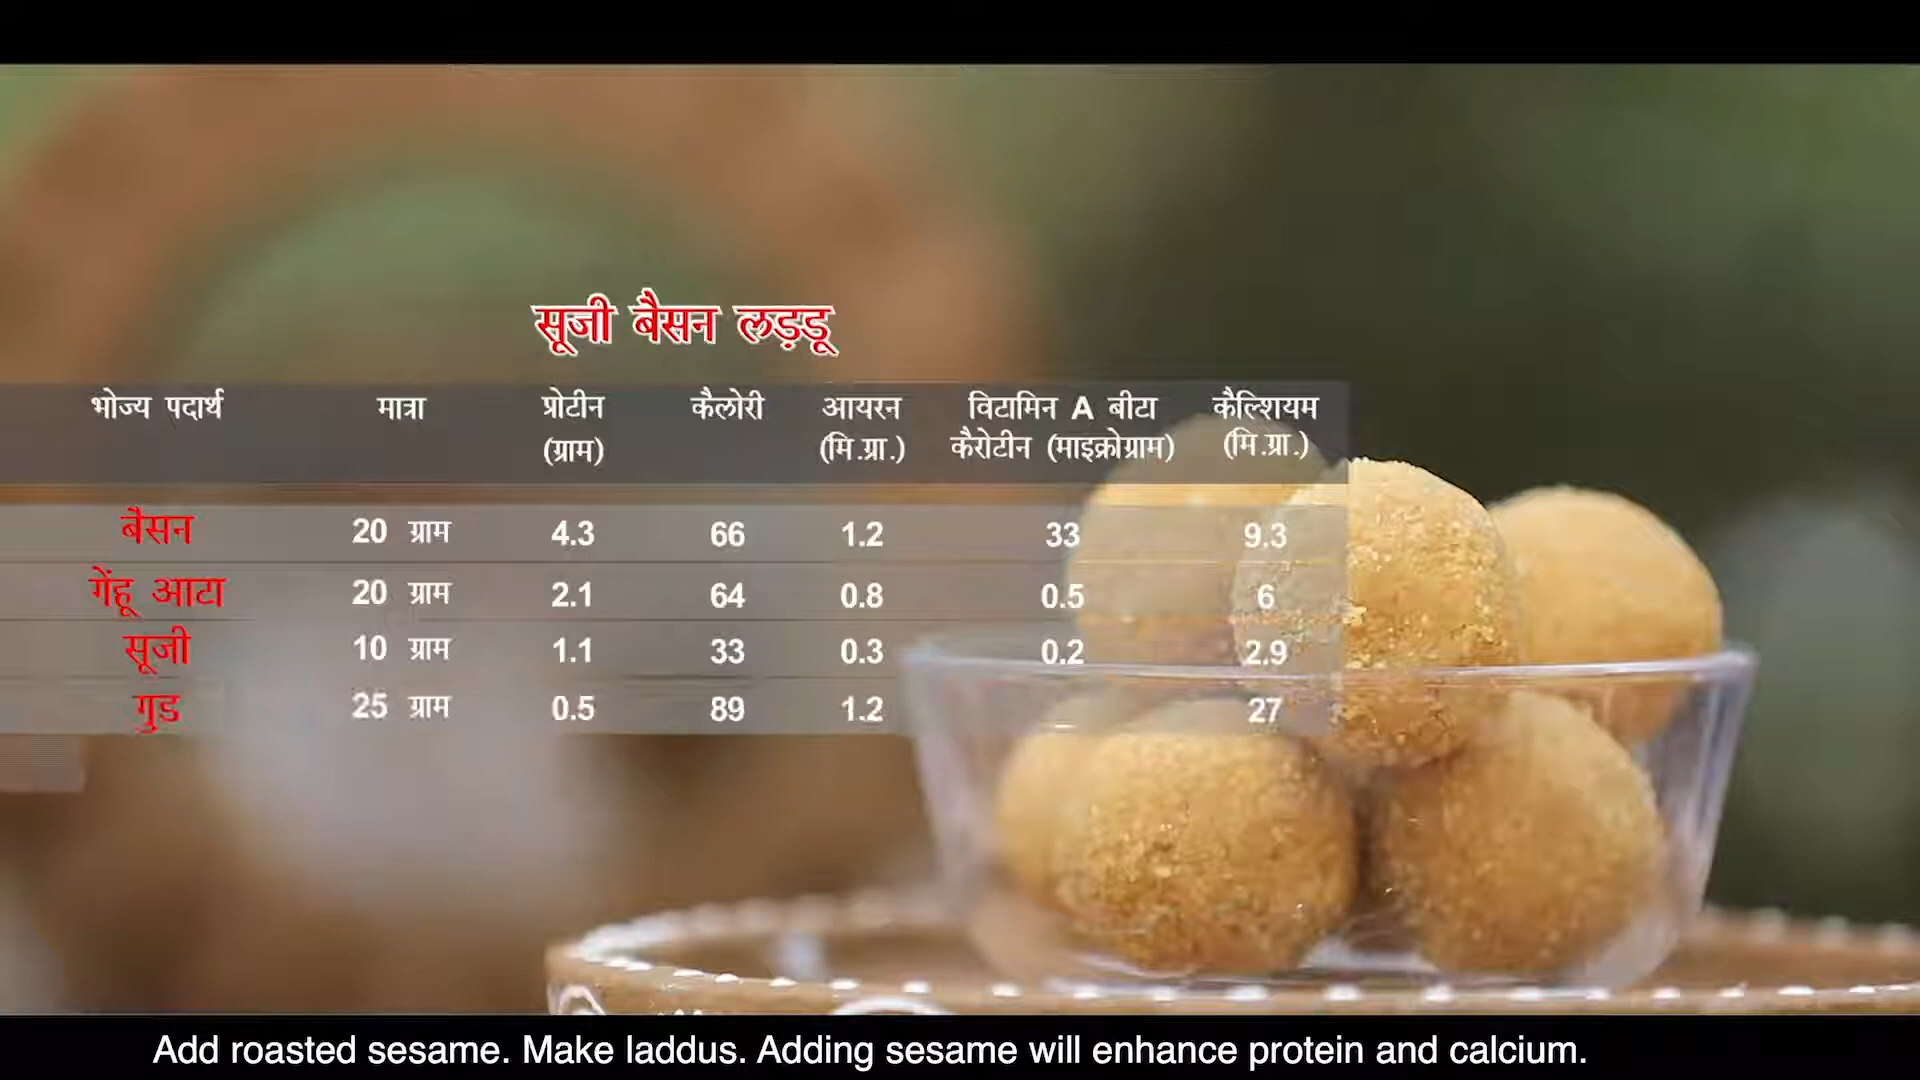 सूजी बैसन लड़डू
भोज्य पदार्थ मात्रा प्रोटीन (ग्राम) कैलोरी आयरन (मि.ग्रा.) विटामिन A बीटा कैरोटीन (माइक्रोग्राम) कैल्शियम (मि.ग्रा.)
बैसन 20 ग्राम 4.3 66 1.2 33 9.3
गेंहू आटा 20 ग्राम 2.1 64 0.8 0.5 6
सूजी 10 ग्राम 1.1 33 0.3 0.2 2.9
गुड 25 ग्राम 0.5 89 1.2 _ 27
Add roasted sesame. Make laddus. Adding sesame will enhance protein and calcium.